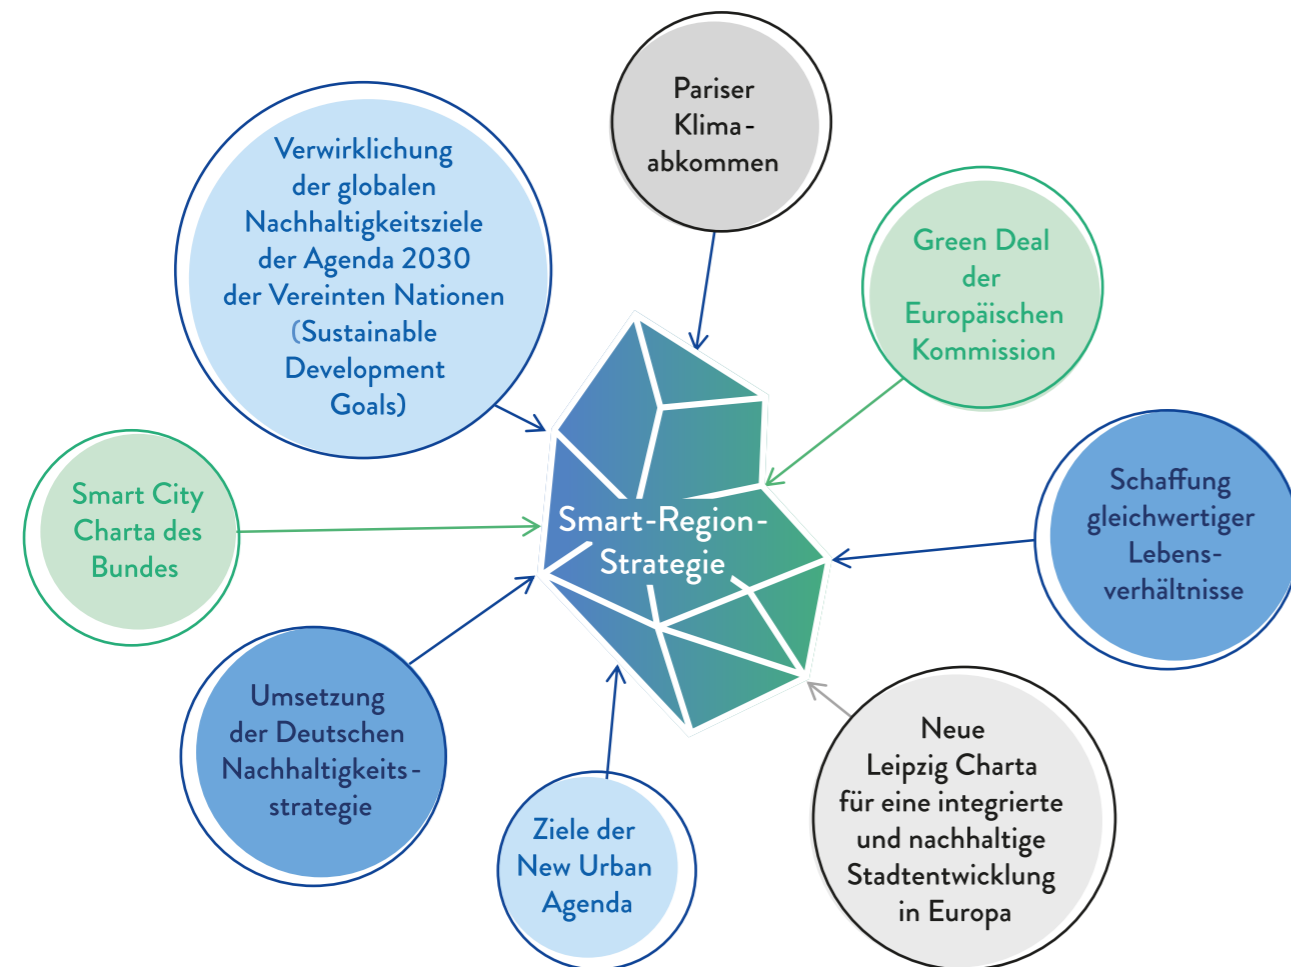 Pariser
Klima-
abkommen
Verwirklichung
der globalen
Nachhaltigkeitsziele
der Agenda 2030
der Vereinten Nationen
(Sustainable
Development
Goals)
Green Deal
der
Europäischen
Kommission
Smart City
Charta des
Bundes
Smart-Region-
Strategie
Schaffung
gleichwertiger
Lebens-
verhältnisse
Umsetzung
der Deutschen
Nachhaltigkeits-
strategie
Ziele der
New Urban
Agenda
Neue
Leipzig Charta
für eine integrierte
und nachhaltige
Stadtentwicklung
in Europa